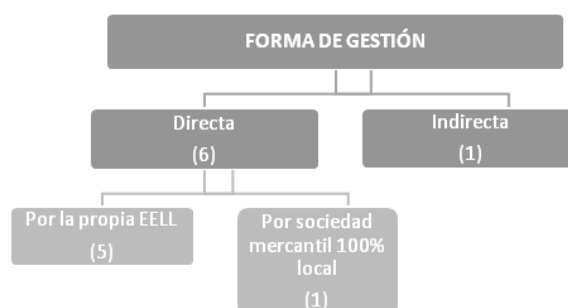 FORMA DE GESTIÓN
Directa
(6)
Indirecta
(1)
Por la propia EELL
(5)
Por sociedad
mercantil 100%
local
(1)